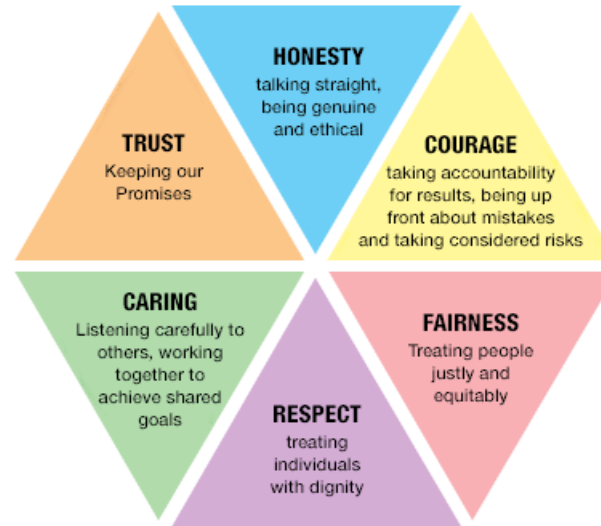 HONESTY
talking straight,
being genuine
and ethical
TRUST
Keeping our
Promises
COURAGE
taking accountability
for results, being up
front about mistakes
and taking considered risks
CARING
Listening carefully to
others, working
together to
achieve shared
goals
FAIRNESS
Treating people
justly and
equitably
RESPECT
treating
individuals
with dignity